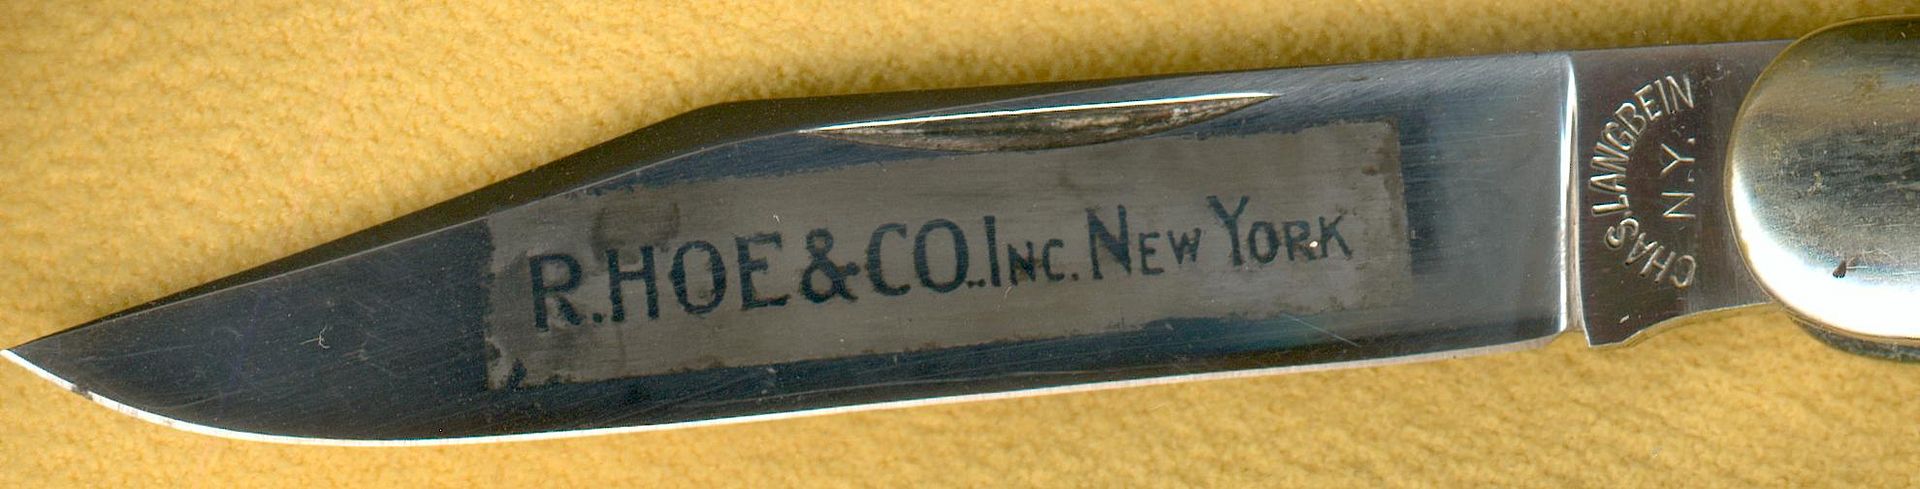 R.HOE & CO., INC. NEW YORK
CHAS. LANGBEIN
N.Y.